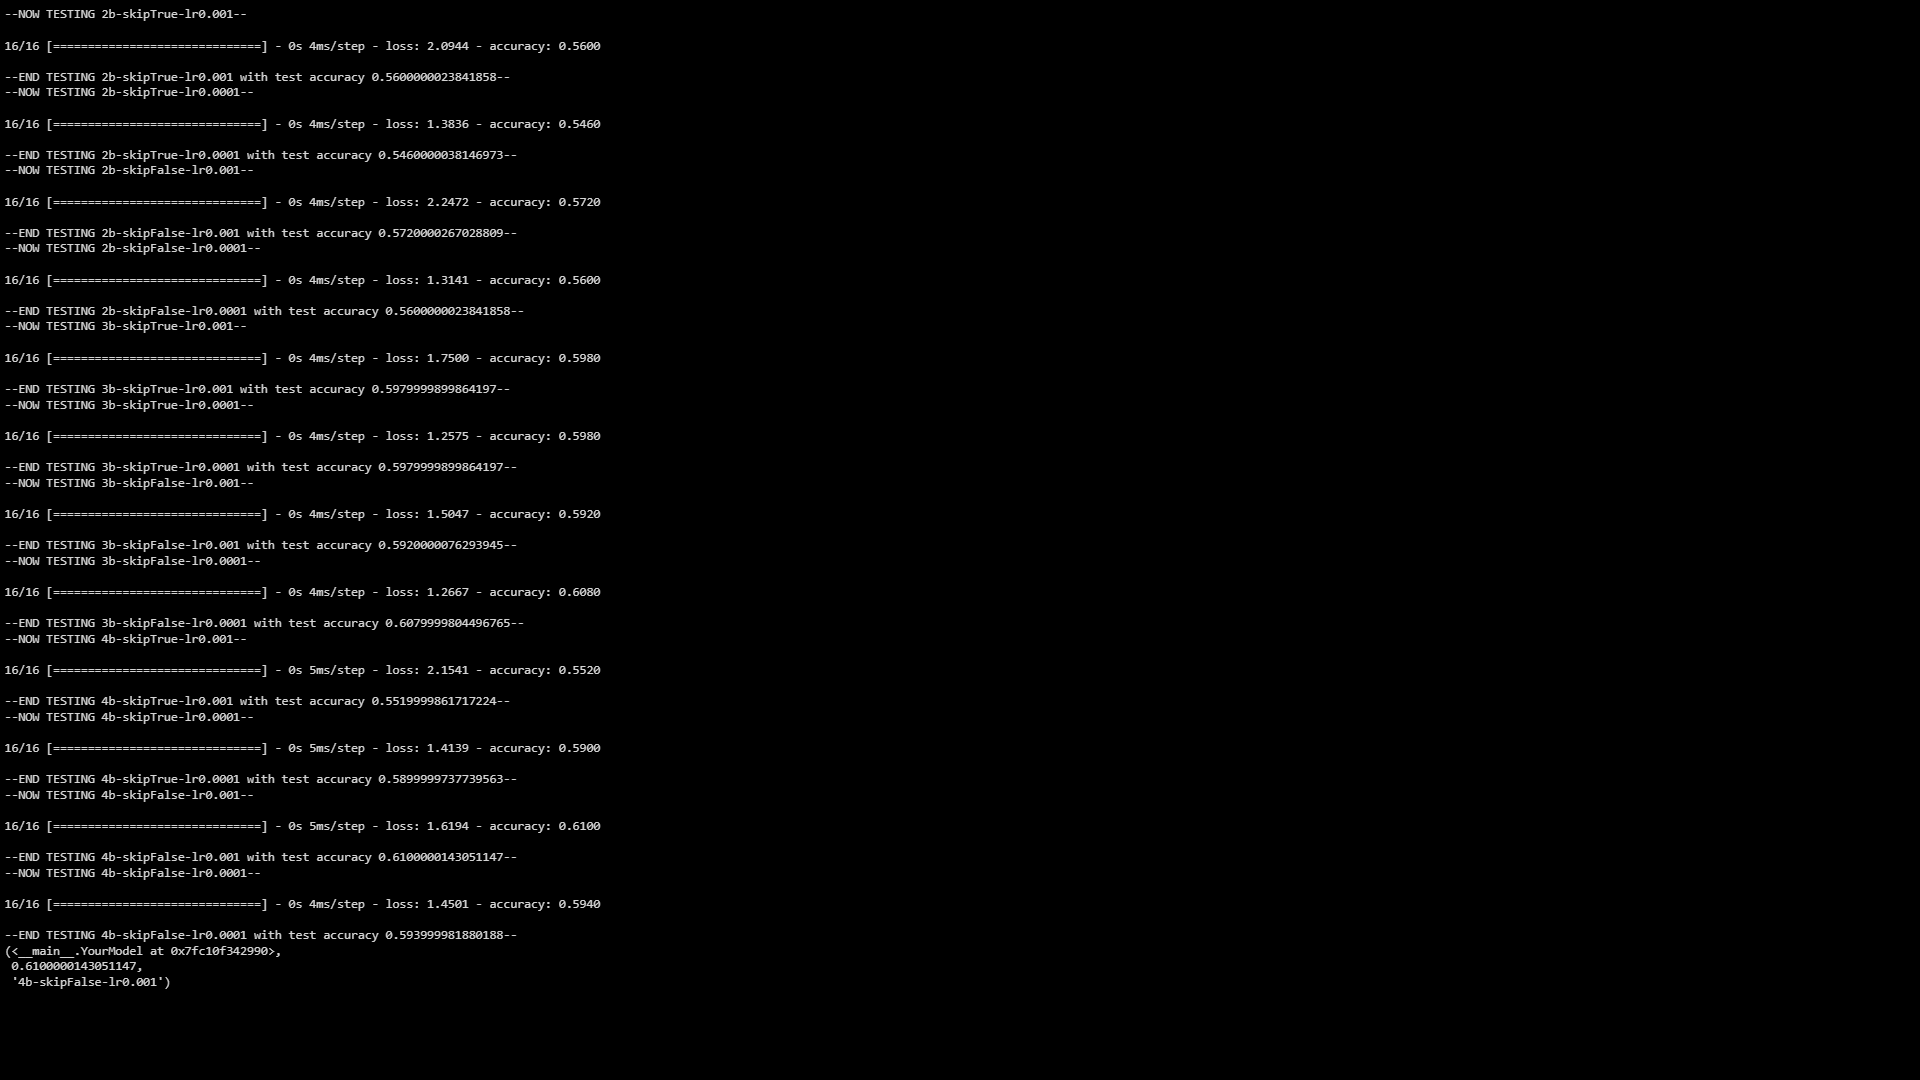 --NOW TESTING 2b-skipTrue-lr0.001--
16/16 [==============================] - 0s 4ms/step - loss: 2.0944 - accuracy: 0.5600
--END TESTING 2b-skipTrue-lr0.001 with test accuracy 0.5600000023841858--
--NOW TESTING 2b-skipTrue-lr0.0001--
16/16 [==============================] - 0s 4ms/step - loss: 1.3836 - accuracy: 0.5460
--END TESTING 2b-skipTrue-lr0.0001 with test accuracy 0.5460000038146973--
--NOW TESTING 2b-skipFalse-lr0.001--
16/16 [==============================] - 0s 4ms/step - loss: 2.2472 - accuracy: 0.5720
--END TESTING 2b-skipFalse-lr0.001 with test accuracy 0.5720000267028809--
--NOW TESTING 2b-skipFalse-lr0.0001--
16/16 [==============================] - 0s 4ms/step - loss: 1.3141 - accuracy: 0.5600
--END TESTING 2b-skipFalse-lr0.0001 with test accuracy 0.5600000023841858--
--NOW TESTING 3b-skipTrue-lr0.001--
16/16 [==============================] - 0s 4ms/step - loss: 1.7500 - accuracy: 0.5980
--END TESTING 3b-skipTrue-lr0.001 with test accuracy 0.5979999899864197--
--NOW TESTING 3b-skipTrue-lr0.0001--
16/16 [==============================] - 0s 4ms/step - loss: 1.2575 - accuracy: 0.5980
--END TESTING 3b-skipTrue-lr0.0001 with test accuracy 0.5979999899864197--
--NOW TESTING 3b-skipFalse-lr0.001--
16/16 [==============================] - 0s 4ms/step - loss: 1.5047 - accuracy: 0.5920
--END TESTING 3b-skipFalse-lr0.001 with test accuracy 0.5920000076293945--
--NOW TESTING 3b-skipFalse-lr0.0001--
16/16 [==============================] - 0s 4ms/step - loss: 1.2667 - accuracy: 0.6080
--END TESTING 3b-skipFalse-lr0.0001 with test accuracy 0.6079999804496765--
--NOW TESTING 4b-skipTrue-lr0.001--
16/16 [==============================] - 0s 5ms/step - loss: 2.1541 - accuracy: 0.5520
--END TESTING 4b-skipTrue-lr0.001 with test accuracy 0.5519999861717224--
--NOW TESTING 4b-skipTrue-lr0.0001--
16/16 [==============================] - 0s 5ms/step - loss: 1.4139 - accuracy: 0.5900
--END TESTING 4b-skipTrue-lr0.0001 with test accuracy 0.5899999737739563--
--NOW TESTING 4b-skipFalse-lr0.001--
16/16 [==============================] - 0s 5ms/step - loss: 1.6194 - accuracy: 0.6100
--END TESTING 4b-skipFalse-lr0.001 with test accuracy 0.6100000143051147--
--NOW TESTING 4b-skipFalse-lr0.0001--
16/16 [==============================] - 0s 4ms/step - loss: 1.4501 - accuracy: 0.5940
--END TESTING 4b-skipFalse-lr0.0001 with test accuracy 0.593999981880188--
(<__main__.YourModel at 0x7fc10f342990>,
 0.6100000143051147,
 '4b-skipFalse-lr0.001')